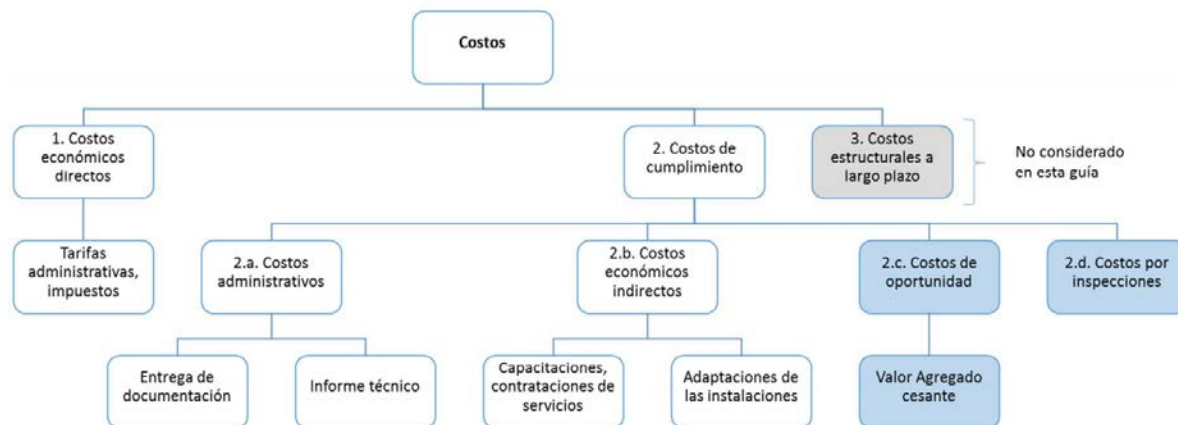 Costos
1. Costos
económicos
directos
2. Costos de
cumplimiento
3. Costos
estructurales a
largo plazo
No considerado
en esta guía
Tarifas
administrativas,
impuestos
2.a. Costos
administrativos
2.b. Costos
económicos
indirectos
2.c. Costos de
oportunidad
2.d. Costos por
inspecciones
Entrega de
documentación
Informe técnico
Capacitaciones,
contrataciones de
servicios
Adaptaciones de
las instalaciones
Valor Agregado
cesante